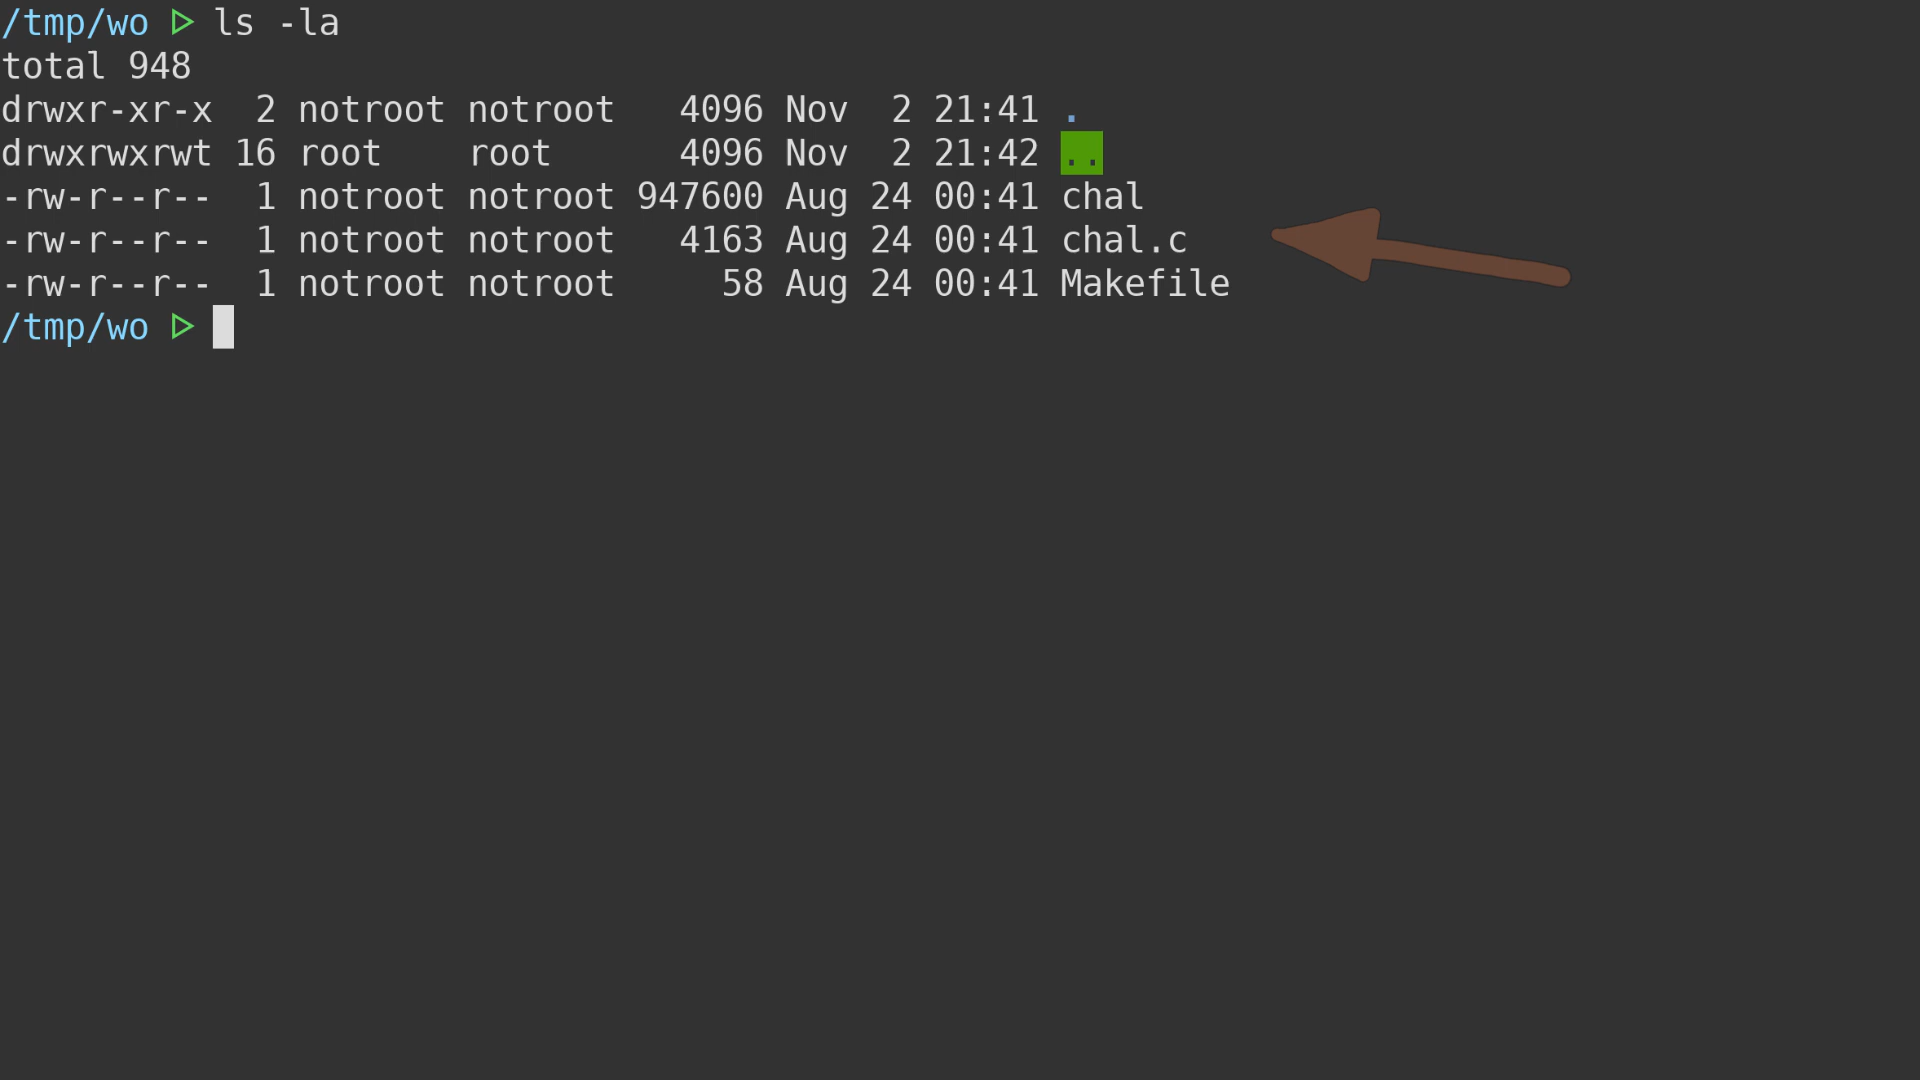 /tmp/wo ▷ ls -la
total 948
drwxr-xr-x  2 notroot notroot   4096 Nov  2 21:41 .
drwxrwxrwt 16 root    root      4096 Nov  2 21:42 ..
-rw-r--r--  1 notroot notroot 947600 Aug 24 00:41 chal
-rw-r--r--  1 notroot notroot   4163 Aug 24 00:41 chal.c
-rw-r--r--  1 notroot notroot     58 Aug 24 00:41 Makefile
/tmp/wo ▷